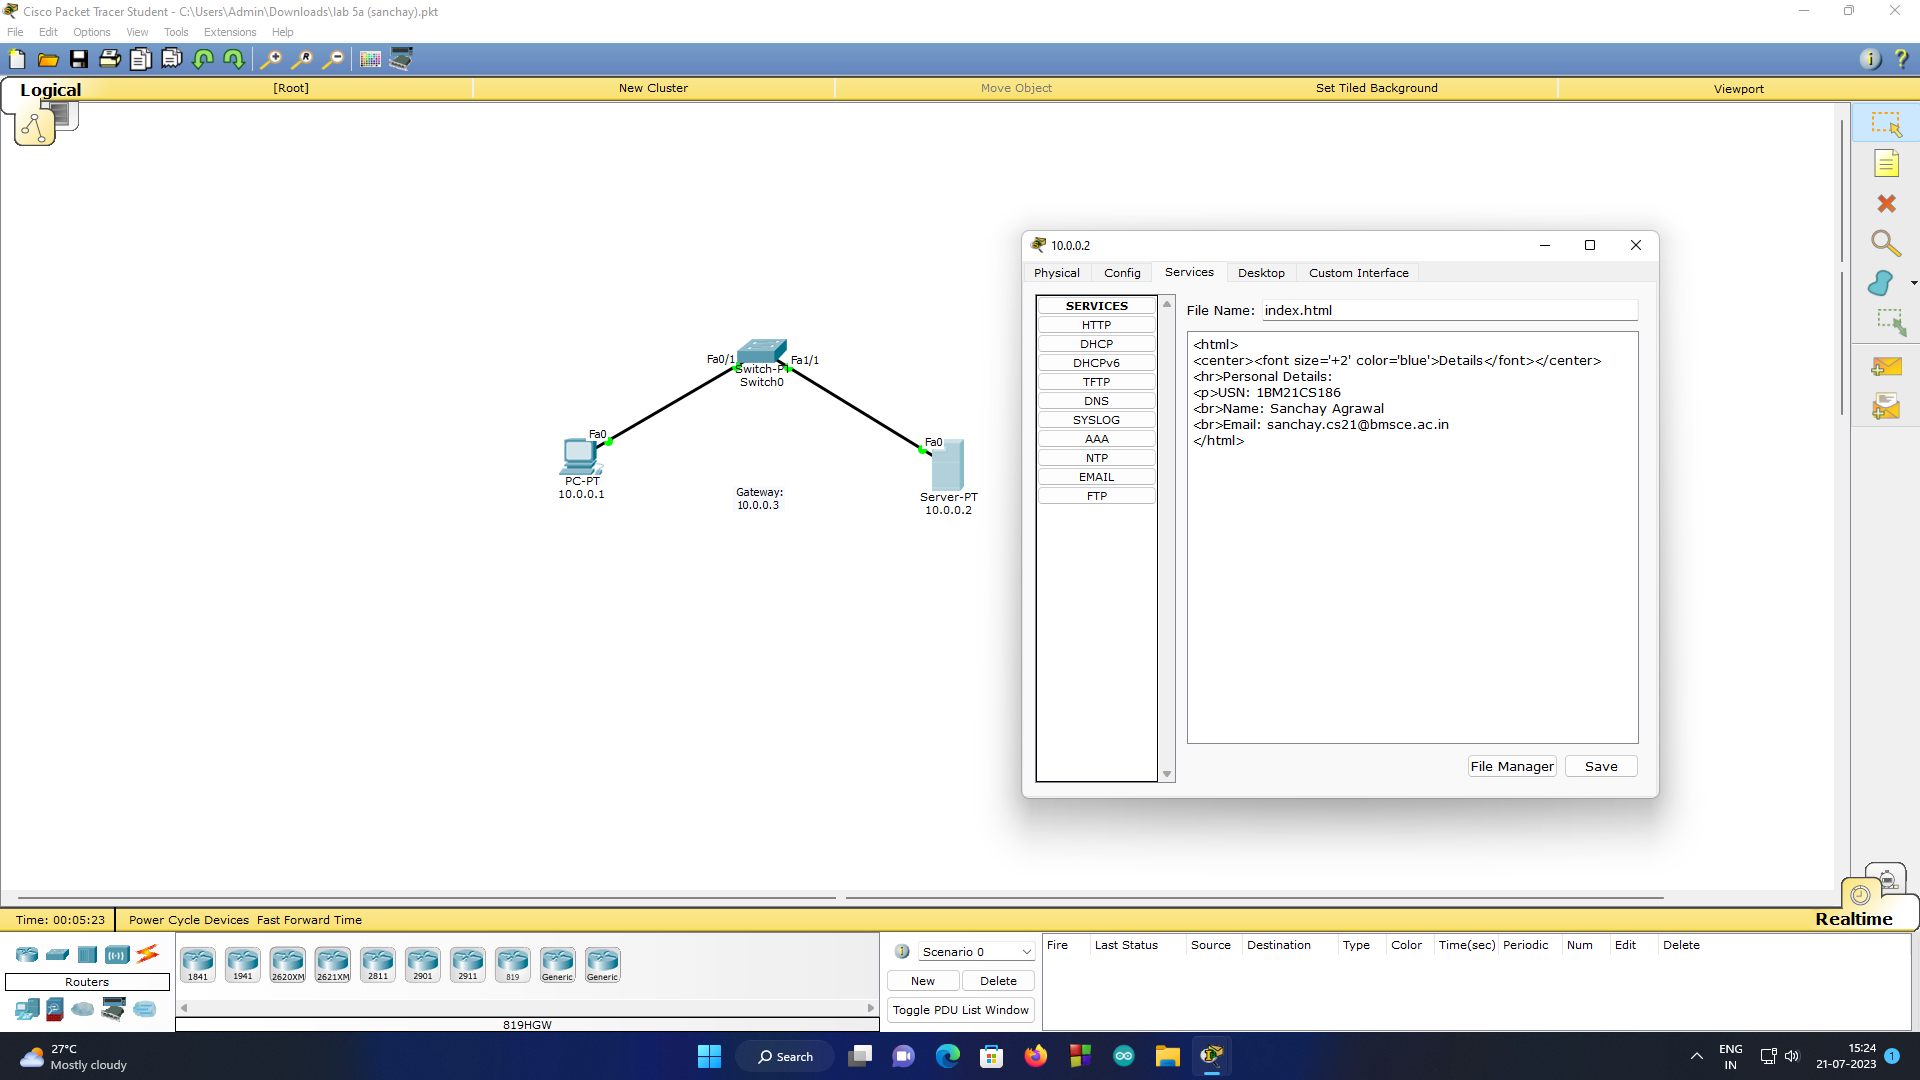 Cisco Packet Tracer Student - C:\Users\Admin\Downloads\lab 5a (sanchay).pkt
File Edit Options View Tools Extensions Help
Logical [Root] New Cluster Move Object Set Tiled Background Viewport
10.0.0.2
Physical Config Services Desktop Custom Interface
SERVICES
HTTP
DHCP
DHCPv6
TFTP
DNS
SYSLOG
AAA
NTP
EMAIL
FTP
File Name: index.html
<html>
<center><font size='+2' color='blue'>Details</font></center>
<hr>Personal Details:
<p>USN: 1BM21CS186
<br>Name: Sanchay Agrawal
<br>Email: sanchay.cs21@bmsce.ac.in
</html>
File Manager Save
Fa0/1 Fa1/1
Switch-PT
Switch0
Fa0
PC-PT
10.0.0.1
Gateway:
10.0.0.3
Fa0
Server-PT
10.0.0.2
Time: 00:05:23 Power Cycle Devices Fast Forward Time
Realtime
Routers
1841 1941 2620XM 2621XM 2811 2901 2911 819 Generic Generic
819HGW
Scenario 0
New Delete
Toggle PDU List Window
Fire Last Status Source Destination Type Color Time(sec) Periodic Num Edit Delete
27°C
Mostly cloudy
Search
ENG
IN
15:24
21-07-2023
1